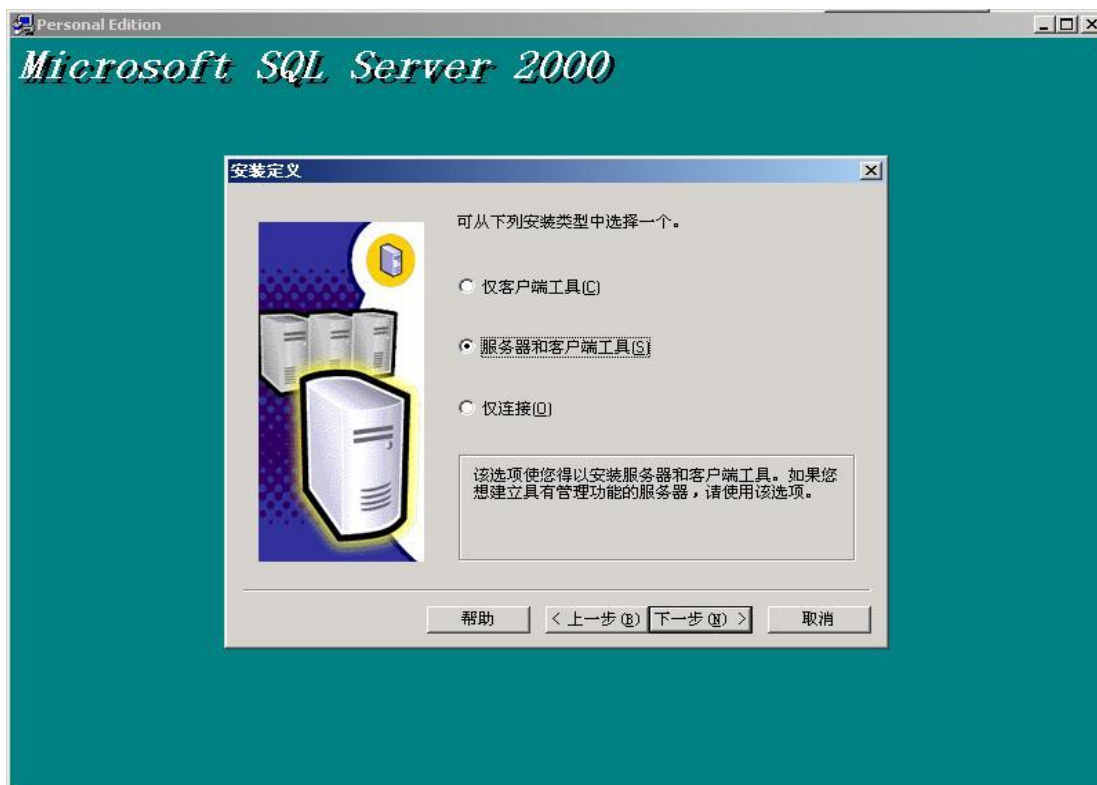 Personal Edition
Microsoft SQL Server 2000
安装定义
可从下列安装类型中选择一个。
仅客户端工具(C)
服务器和客户端工具(S)
仅连接(O)
该选项使您得以安装服务器和客户端工具。如果您
想建立具有管理功能的服务器,请使用该选项。
帮助
< 上一步(B)
下一步(N) >
取消